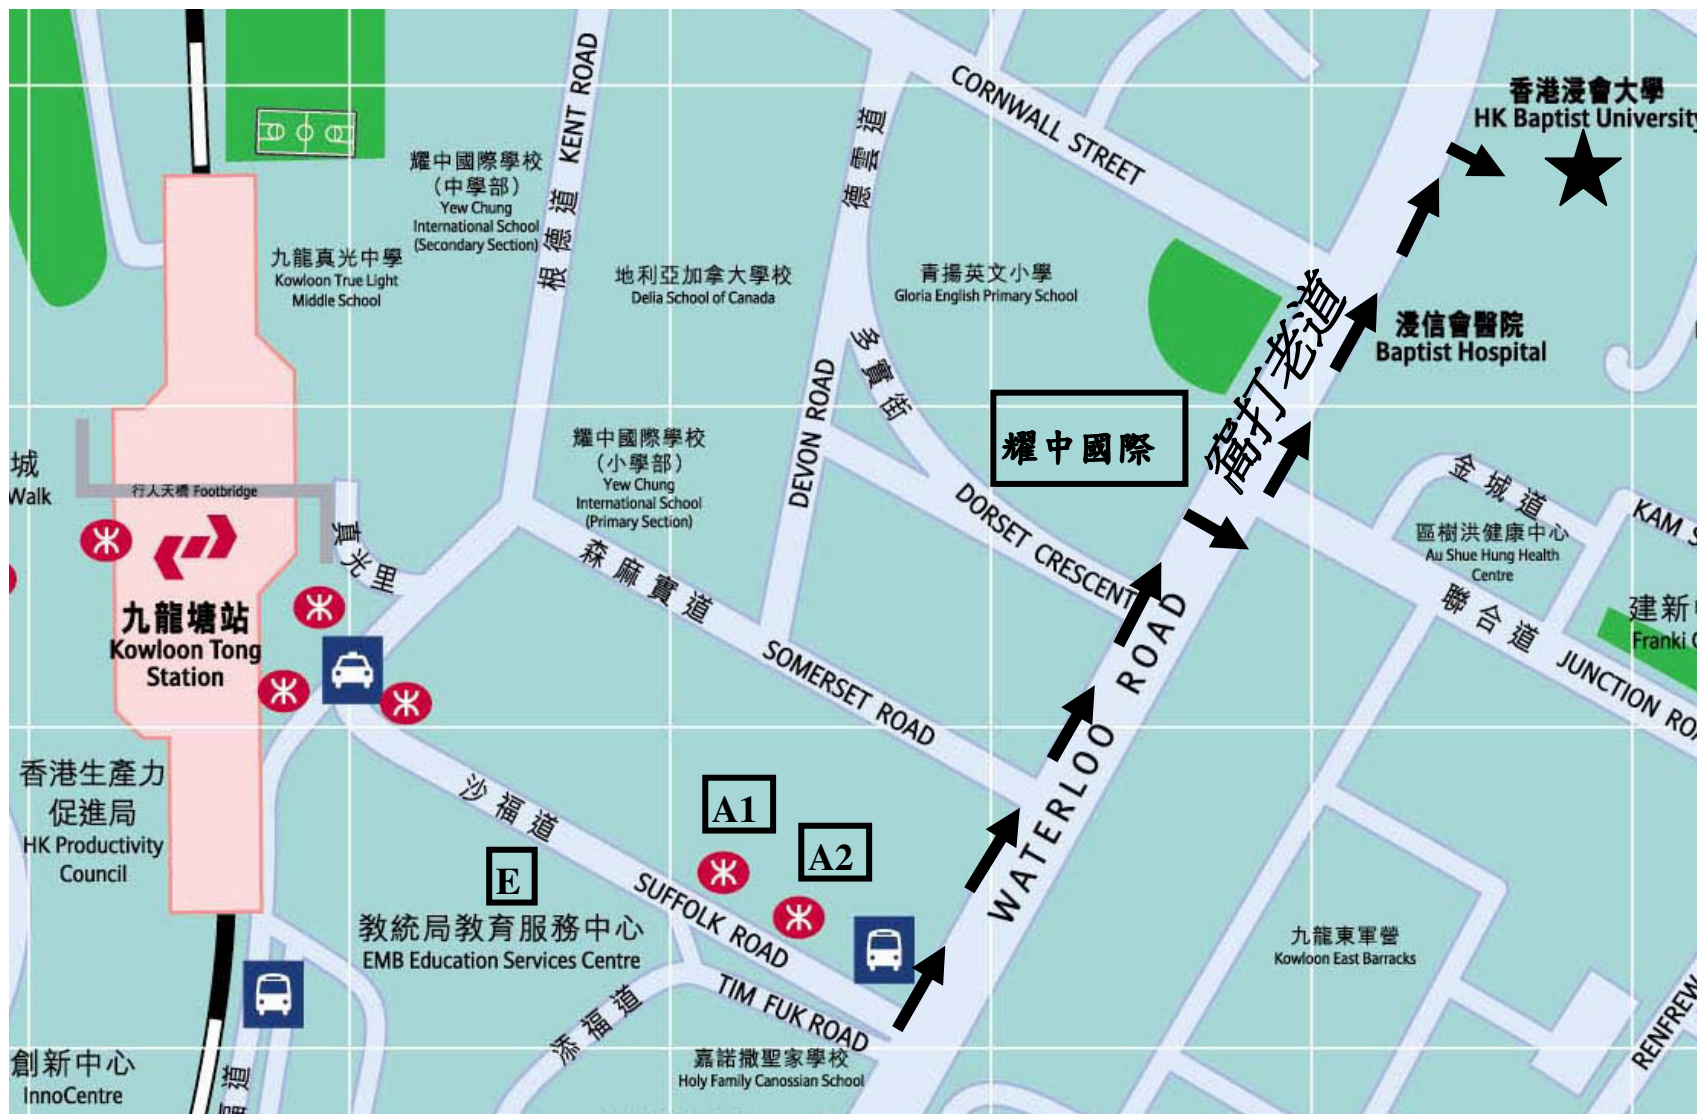 香港浸會大學
HK Baptist University
CORNWALL STREET
根德道 KENT ROAD
德雲道
耀中國際學校
(中學部)
Yew Chung
International School
(Secondary Section)
九龍真光中學
Kowloon True Light
Middle School
地利亞加拿大學校
Delia School of Canada
青揚英文小學
Gloria English Primary School
浸信會醫院
Baptist Hospital
窩打老道
多實街
DEVON ROAD
耀中國際
耀中國際學校
(小學部)
Yew Chung
International School
(Primary Section)
城
Walk
行人天橋 Footbridge
真光里
DORSET CRESCENT
金城道
KAM S
區樹洪健康中心
Au Shue Hung Health
Centre
聯合道 JUNCTION ROA
建新
Franki C
九龍塘站
Kowloon Tong
Station
森麻實道 SOMERSET ROAD
WATERLOO ROAD
香港生產力
促進局
HK Productivity
Council
沙福道 SUFFOLK ROAD
A1
A2
E
教統局教育服務中心
EMB Education Services Centre
九龍東軍營
Kowloon East Barracks
添福道 TIM FUK ROAD
RENFREW
嘉諾撒聖家學校
Holy Family Canossian School
創新中心
InnoCentre
道